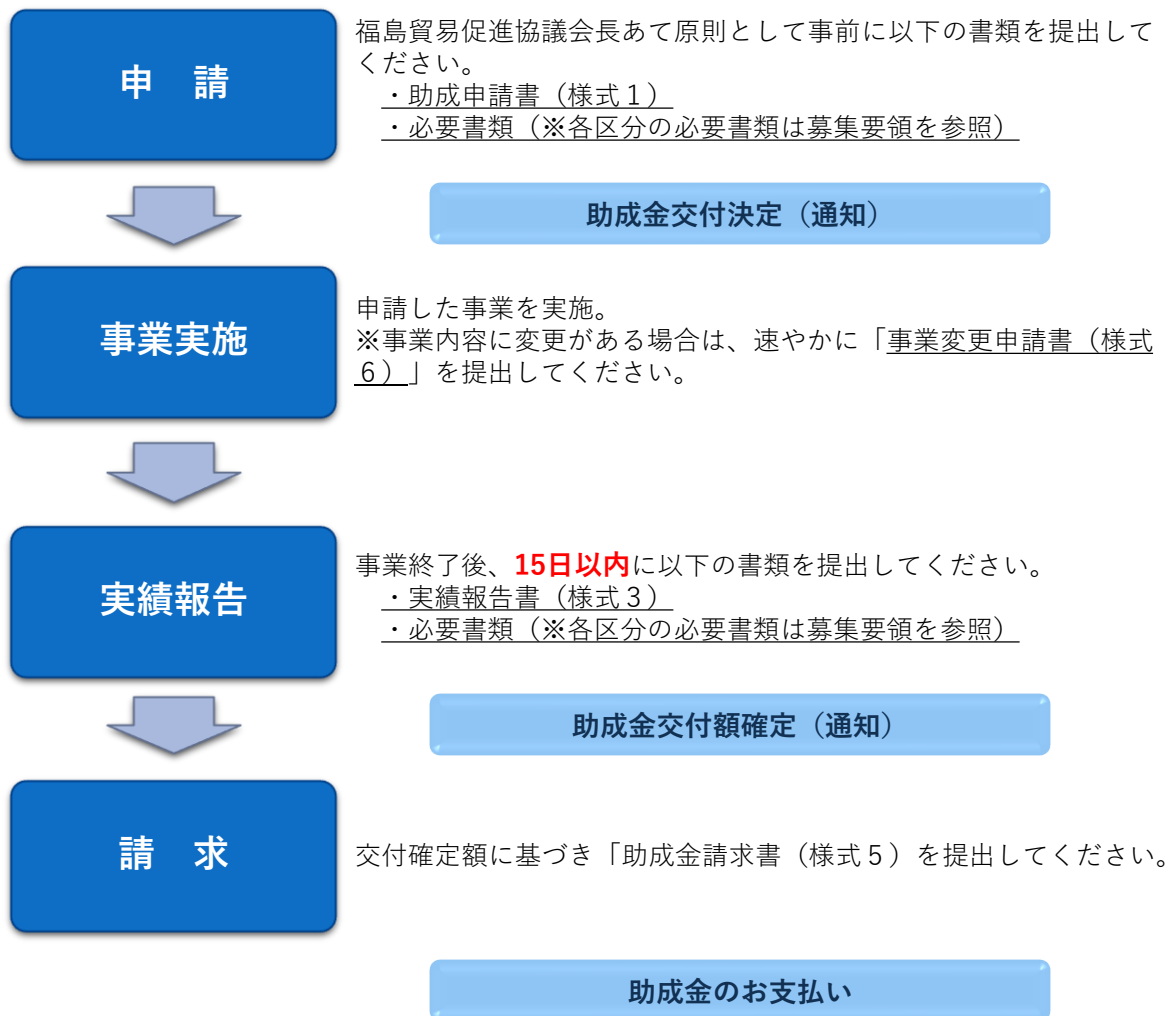 申　請
福島貿易促進協議会長あて原則として事前に以下の書類を提出して
ください。
・助成申請書（様式１）
・必要書類（※各区分の必要書類は募集要領を参照）
助成金交付決定（通知）
事業実施
申請した事業を実施。
※事業内容に変更がある場合は、速やかに「事業変更申請書（様式
６）」を提出してください。
実績報告
事業終了後、15日以内に以下の書類を提出してください。
・実績報告書（様式３）
・必要書類（※各区分の必要書類は募集要領を参照）
助成金交付額確定（通知）
請　求
交付確定額に基づき「助成金請求書（様式５）を提出してください。
助成金のお支払い